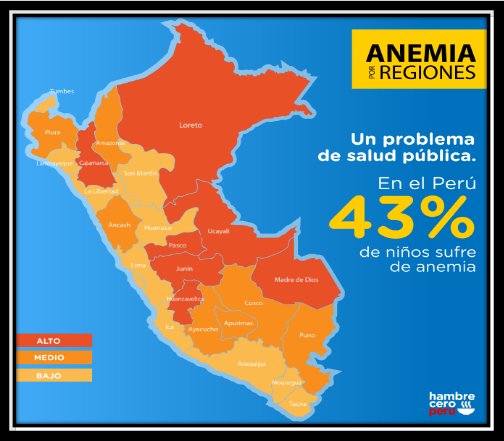 ANEMIA
POR REGIONES
Un problema
de salud pública.
En el Perú
43%
de niños sufre
de anemia
Tumbes
Piura
Amazonas
Loreto
Lambayeque
Cajamarca
San Martín
La Libertad
Ancash
Huanuco
Ucayali
Pasco
Lima
Junín
Madre de Dios
Huancavelica
Cusco
Ica
Ayacucho
Apurimac
Puno
Arequipa
Moquegua
Tacna
ALTO
MEDIO
BAJO
hambre
cero
perú